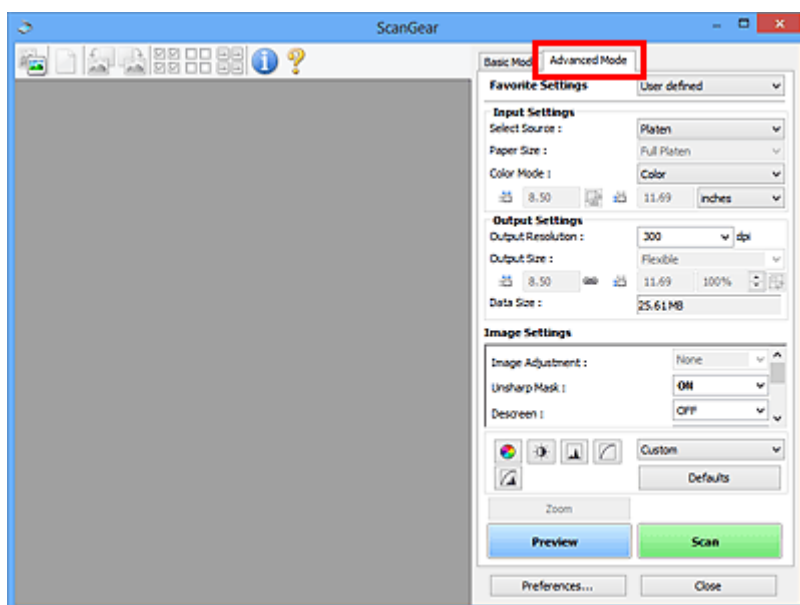 ScanGear
Basic Mode Advanced Mode
Favorite Settings User defined
Input Settings
Select Source : Platen
Paper Size : Full Platen
Color Mode : Color
8.50 11.69 inches
Output Settings
Output Resolution : 300 dpi
Output Size : Flexible
8.50 11.69 100%
Data Size : 25.61MB
Image Settings
Image Adjustment : None
Unsharp Mask : ON
Descreen : OFF
Custom
Defaults
Zoom
Preview Scan
Preferences... Close